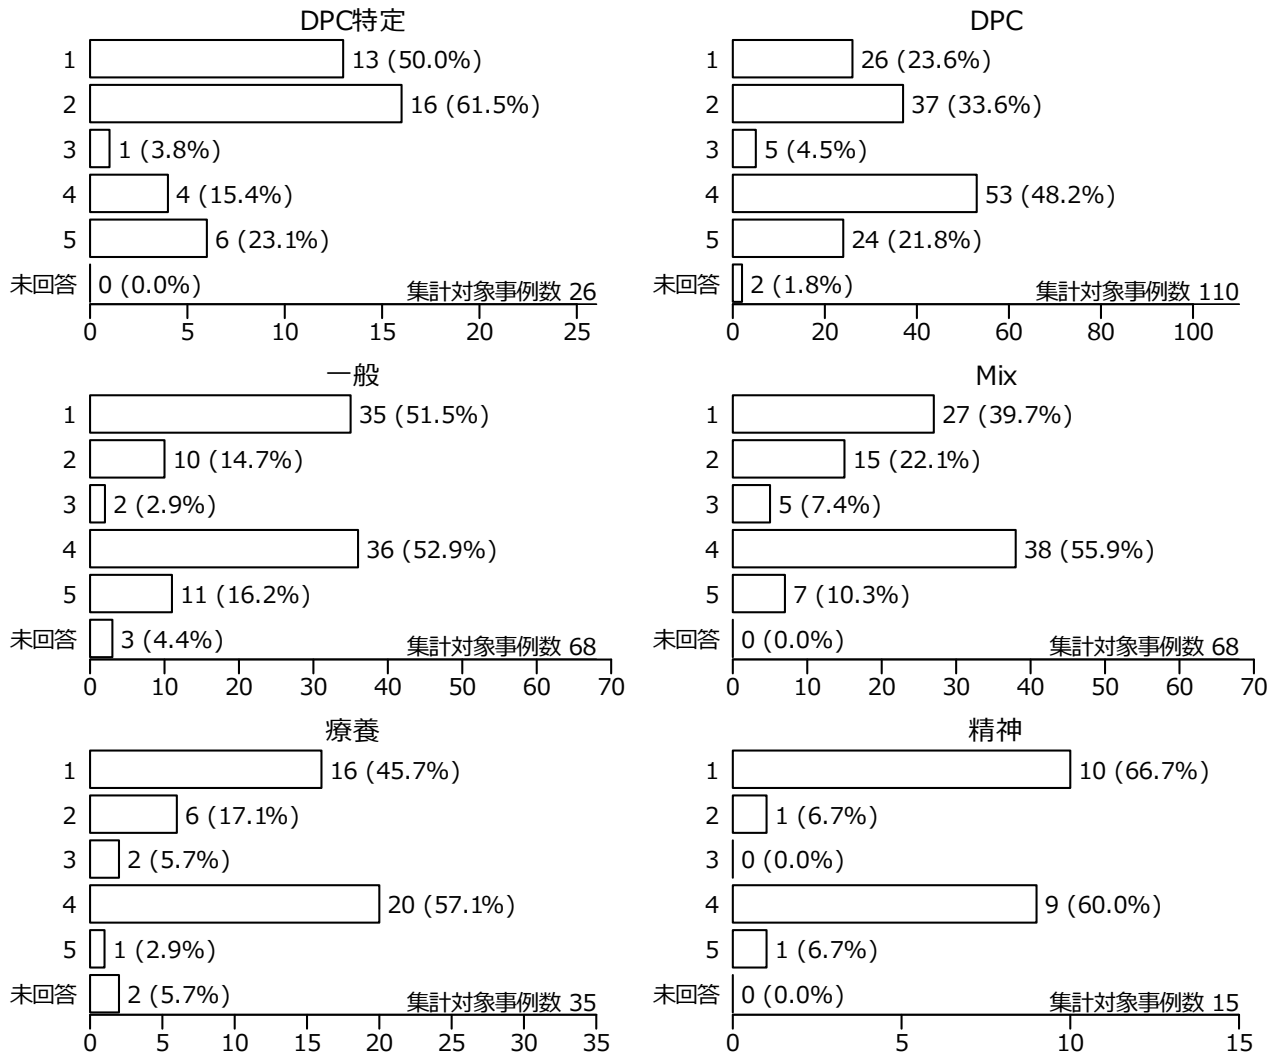 DPC特定
1 13 (50.0%)
2 16 (61.5%)
3 1 (3.8%)
4 4 (15.4%)
5 6 (23.1%)
未回答 0 (0.0%) 集計対象事例数 26
0 5 10 15 20 25
DPC
1 26 (23.6%)
2 37 (33.6%)
3 5 (4.5%)
4 53 (48.2%)
5 24 (21.8%)
未回答 2 (1.8%) 集計対象事例数 110
0 20 40 60 80 100
一般
1 35 (51.5%)
2 10 (14.7%)
3 2 (2.9%)
4 36 (52.9%)
5 11 (16.2%)
未回答 3 (4.4%) 集計対象事例数 68
0 10 20 30 40 50 60 70
Mix
1 27 (39.7%)
2 15 (22.1%)
3 5 (7.4%)
4 38 (55.9%)
5 7 (10.3%)
未回答 0 (0.0%) 集計対象事例数 68
0 10 20 30 40 50 60 70
療養
1 16 (45.7%)
2 6 (17.1%)
3 2 (5.7%)
4 20 (57.1%)
5 1 (2.9%)
未回答 2 (5.7%) 集計対象事例数 35
0 5 10 15 20 25 30 35
精神
1 10 (66.7%)
2 1 (6.7%)
3 0 (0.0%)
4 9 (60.0%)
5 1 (6.7%)
未回答 0 (0.0%) 集計対象事例数 15
0 5 10 15